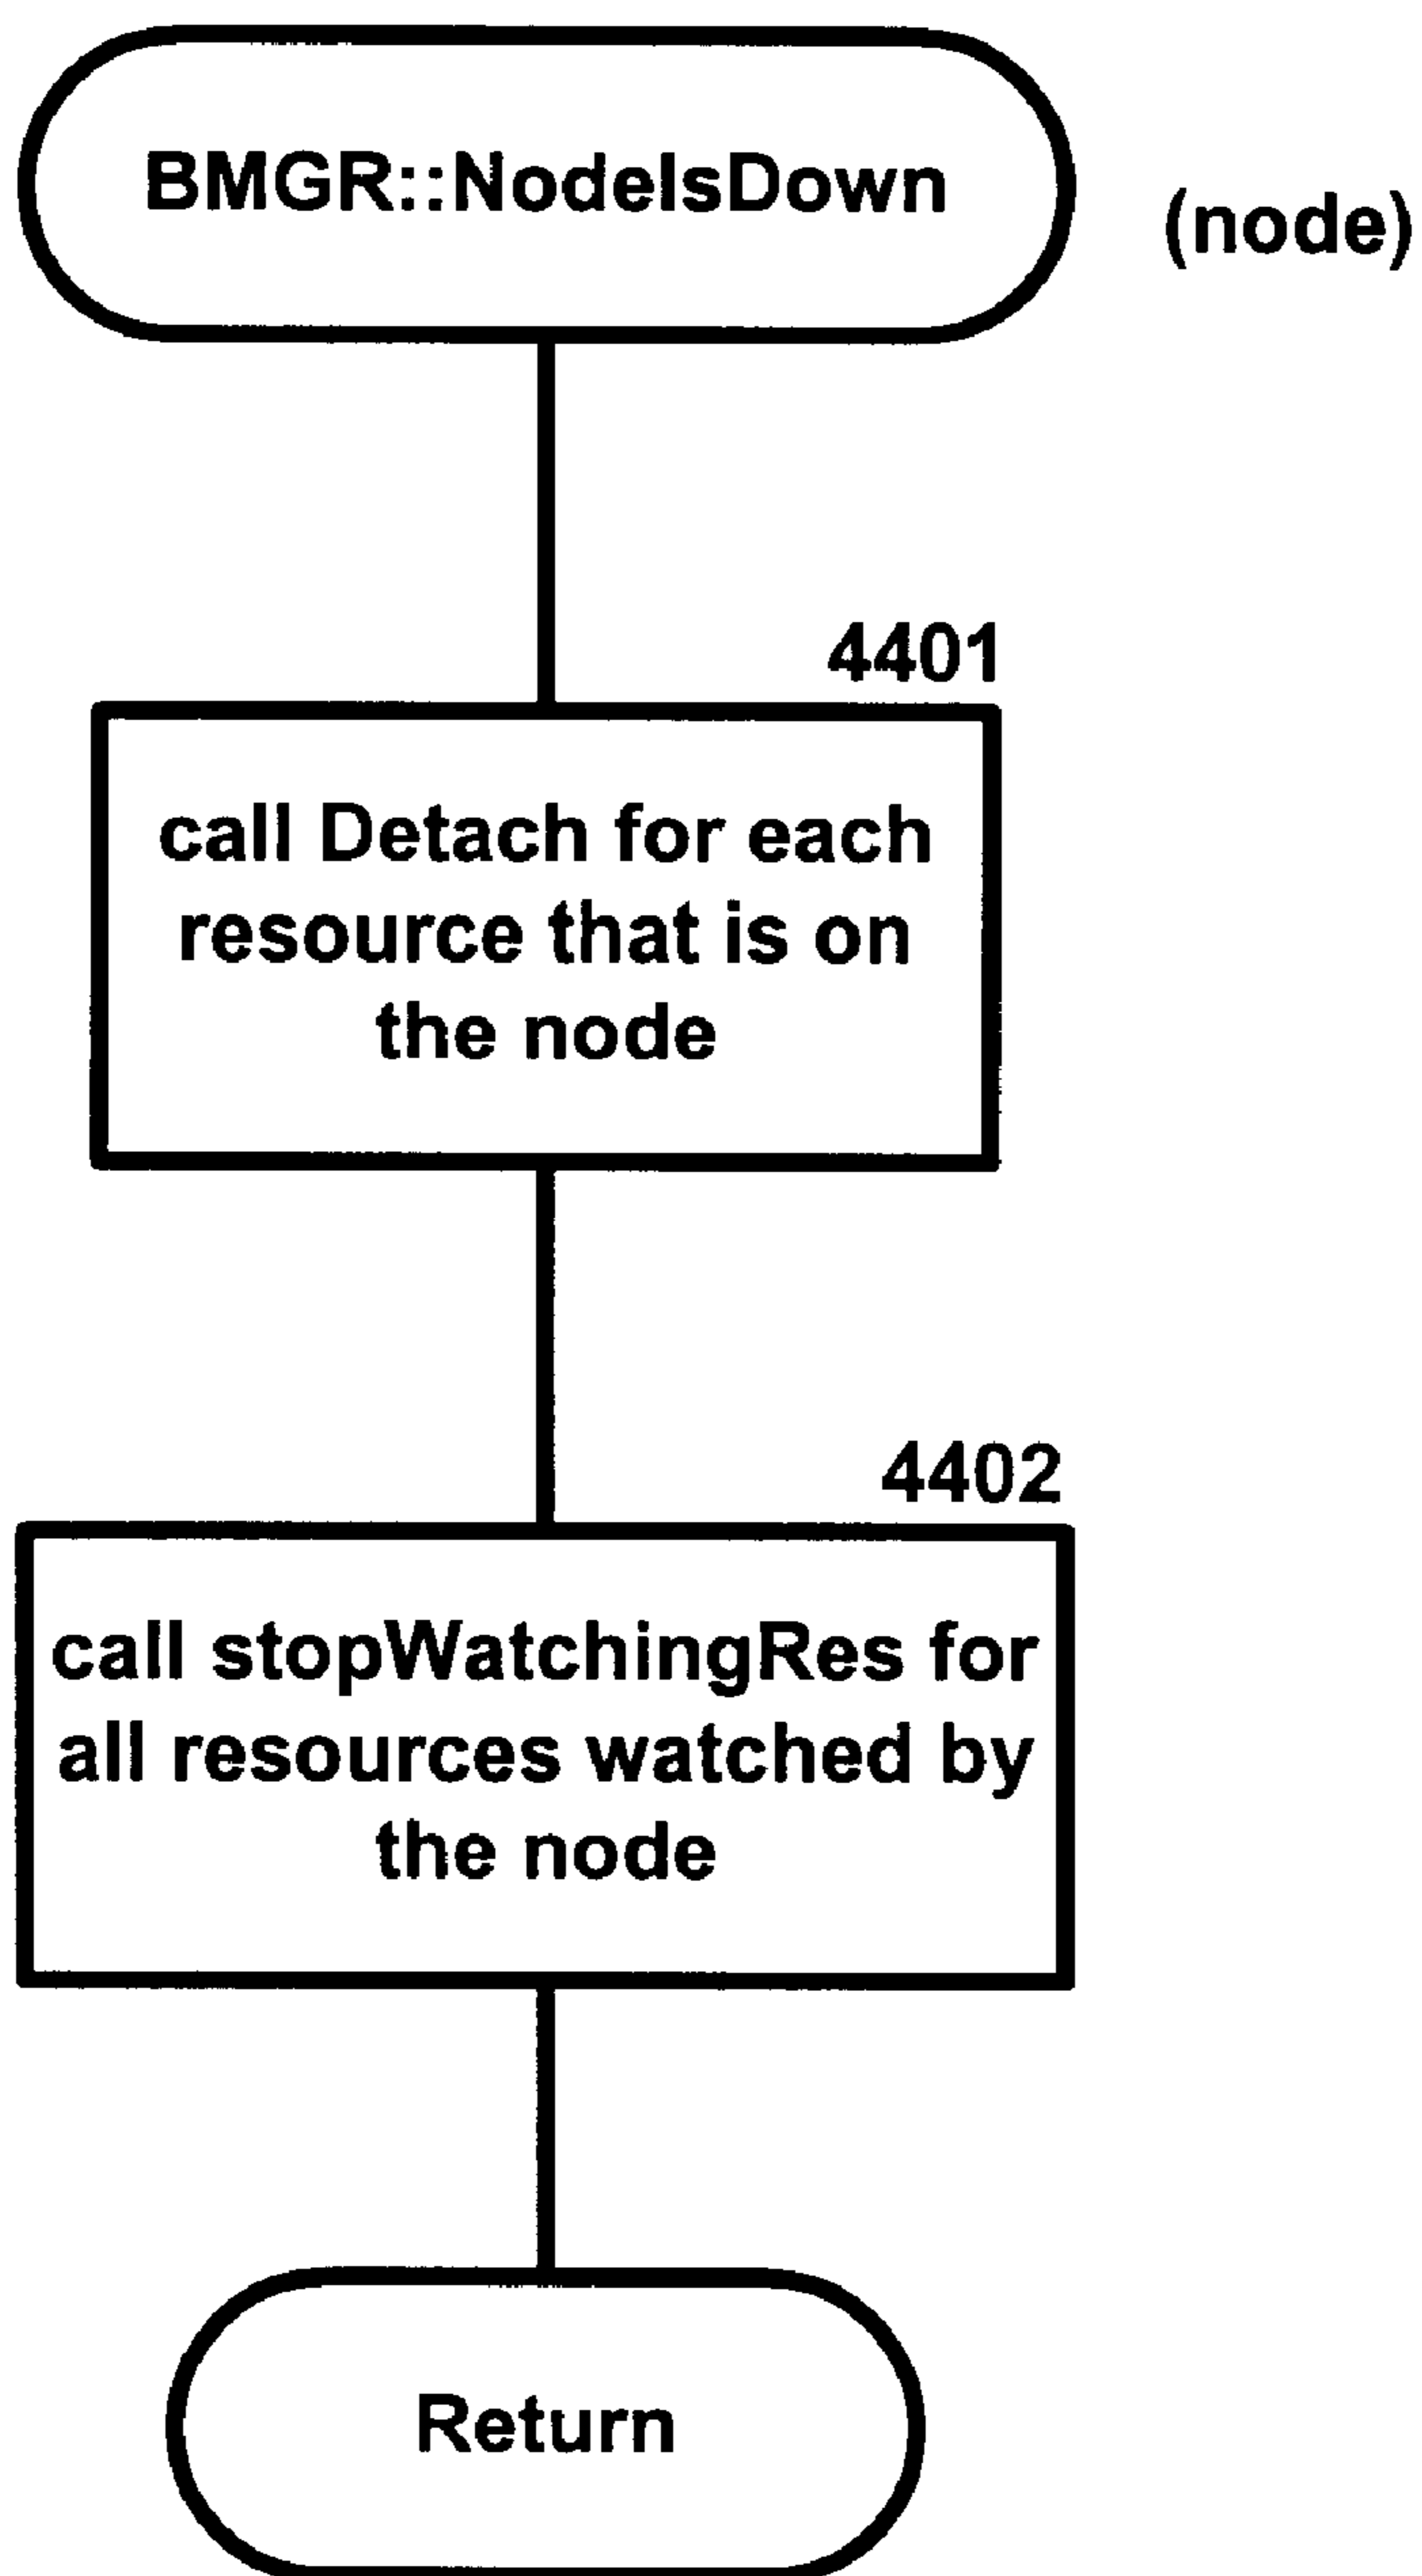 BMGR::NodeIsDown
(node)
4401
call Detach for each
resource that is on
the node
4402
call stopWatchingRes for
all resources watched by
the node
Return